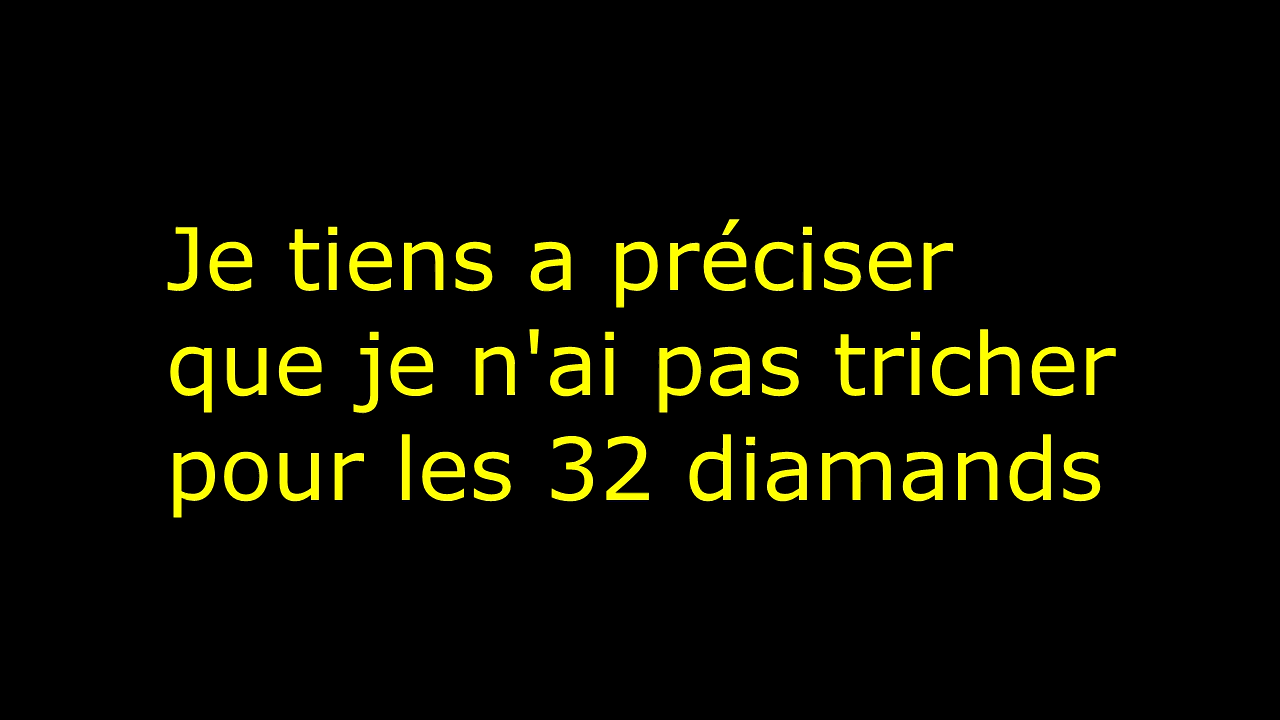 Je tiens a préciser
que je n'ai pas tricher
pour les 32 diamands